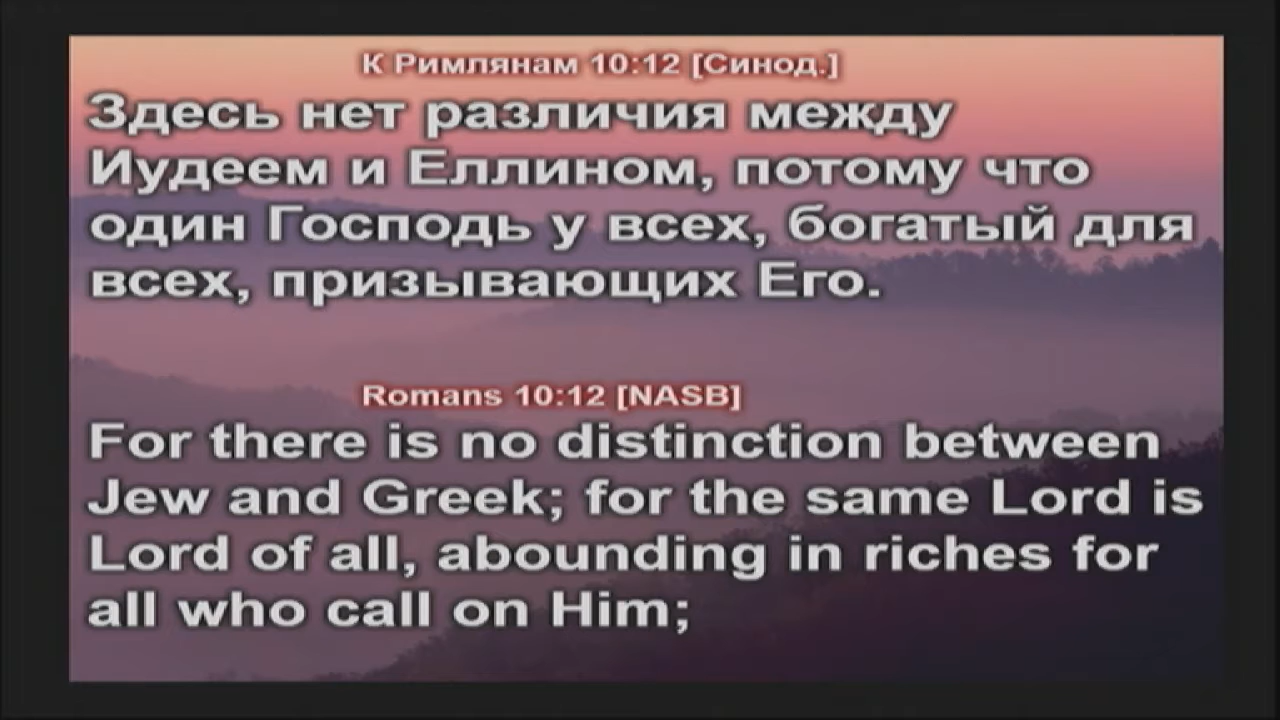 К Римлянам 10:12 [Синод.]
Здесь нет различия между
Иудеем и Еллином, потому что
один Господь у всех, богатый для
всех, призывающих Его.
Romans 10:12 [NASB]
For there is no distinction between
Jew and Greek; for the same Lord is
Lord of all, abounding in riches for
all who call on Him;